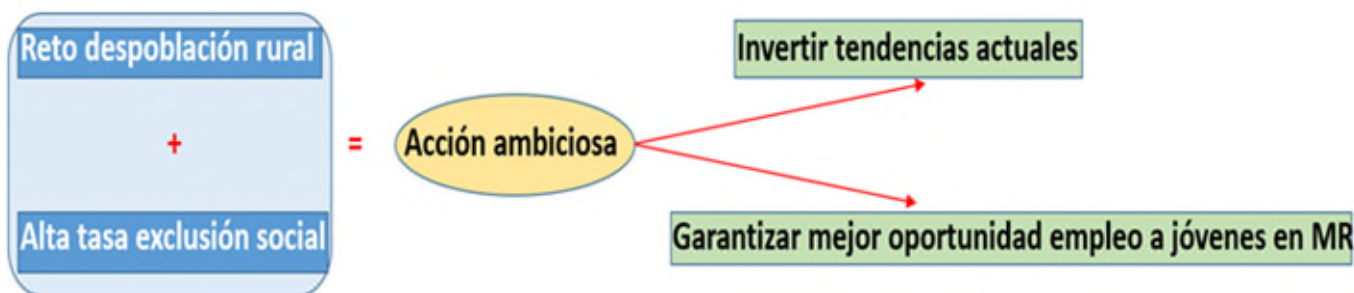 Reto despoblación rural
+
Alta tasa exclusión social
=
Acción ambiciosa
Invertir tendencias actuales
Garantizar mejor oportunidad empleo a jóvenes en MR